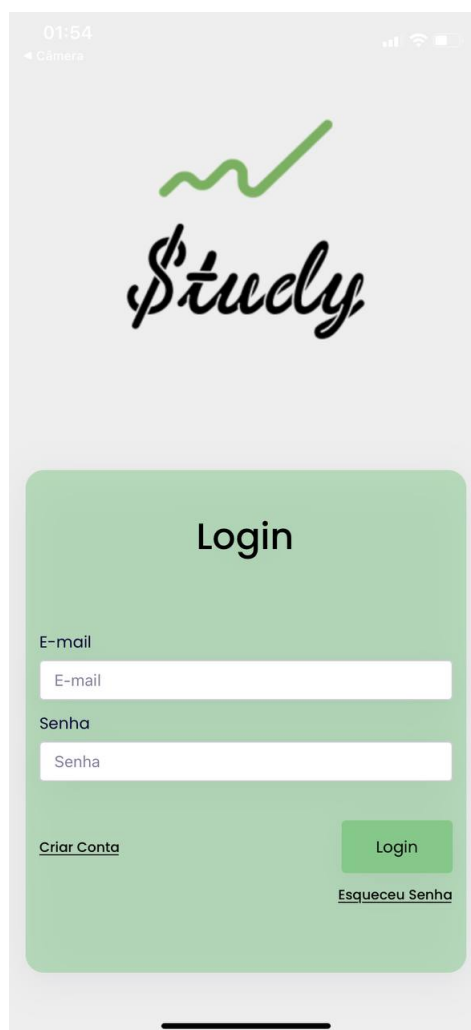 01:54
◀ Câmera
$tudy
Login
E-mail
E-mail
Senha
Senha
Criar Conta
Login
Esqueceu Senha